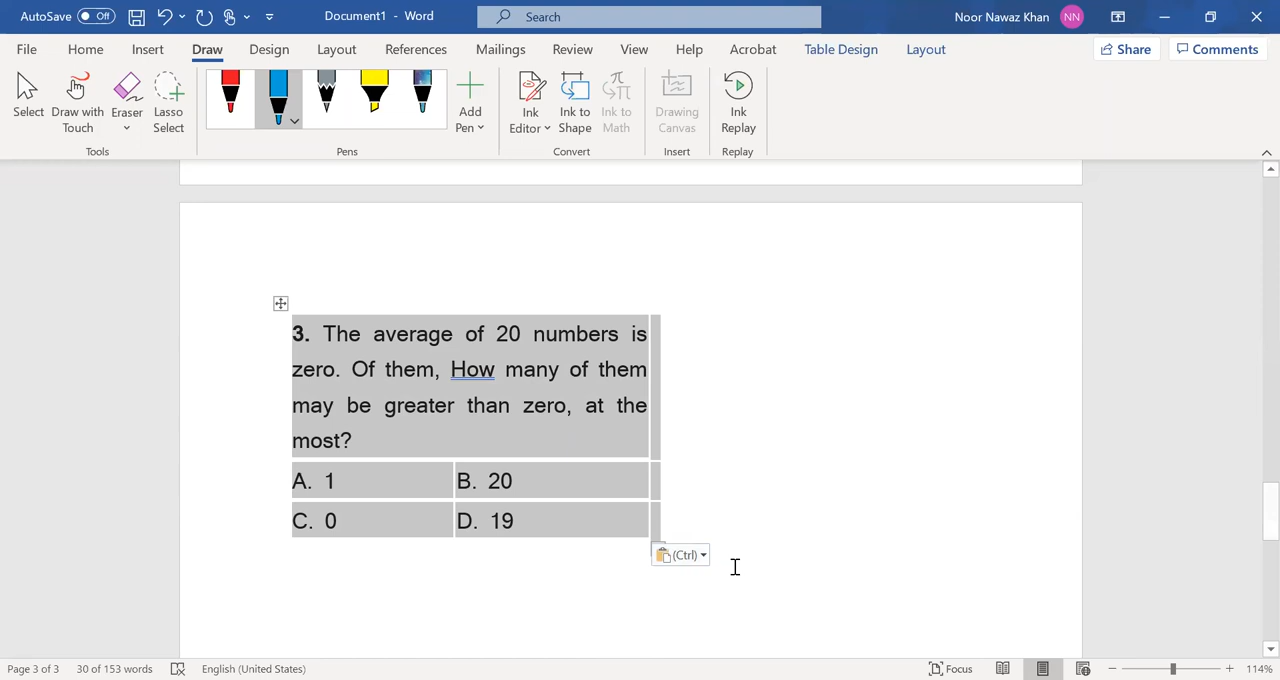 AutoSave Off Document1 - Word Search Noor Nawaz Khan NN
File Home Insert Draw Design Layout References Mailings Review View Help Acrobat Table Design Layout Share Comments
Select Draw with Touch Eraser Lasso Select Add Pen Ink Editor Ink to Shape Ink to Math Drawing Canvas Ink Replay
Tools Pens Convert Insert Replay
3. The average of 20 numbers is
zero. Of them, How many of them
may be greater than zero, at the
most?
A. 1 B. 20
C. 0 D. 19
(Ctrl)
Page 3 of 3 30 of 153 words English (United States) Focus 114%